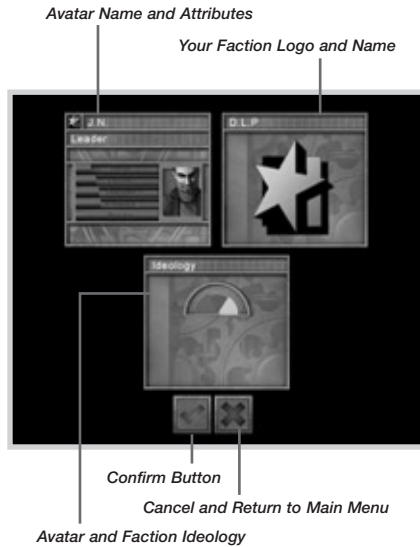 Avatar Name and Attributes
Your Faction Logo and Name
J.N.
D.L.P
Leader
Ideology
Confirm Button
Cancel and Return to Main Menu
Avatar and Faction Ideology